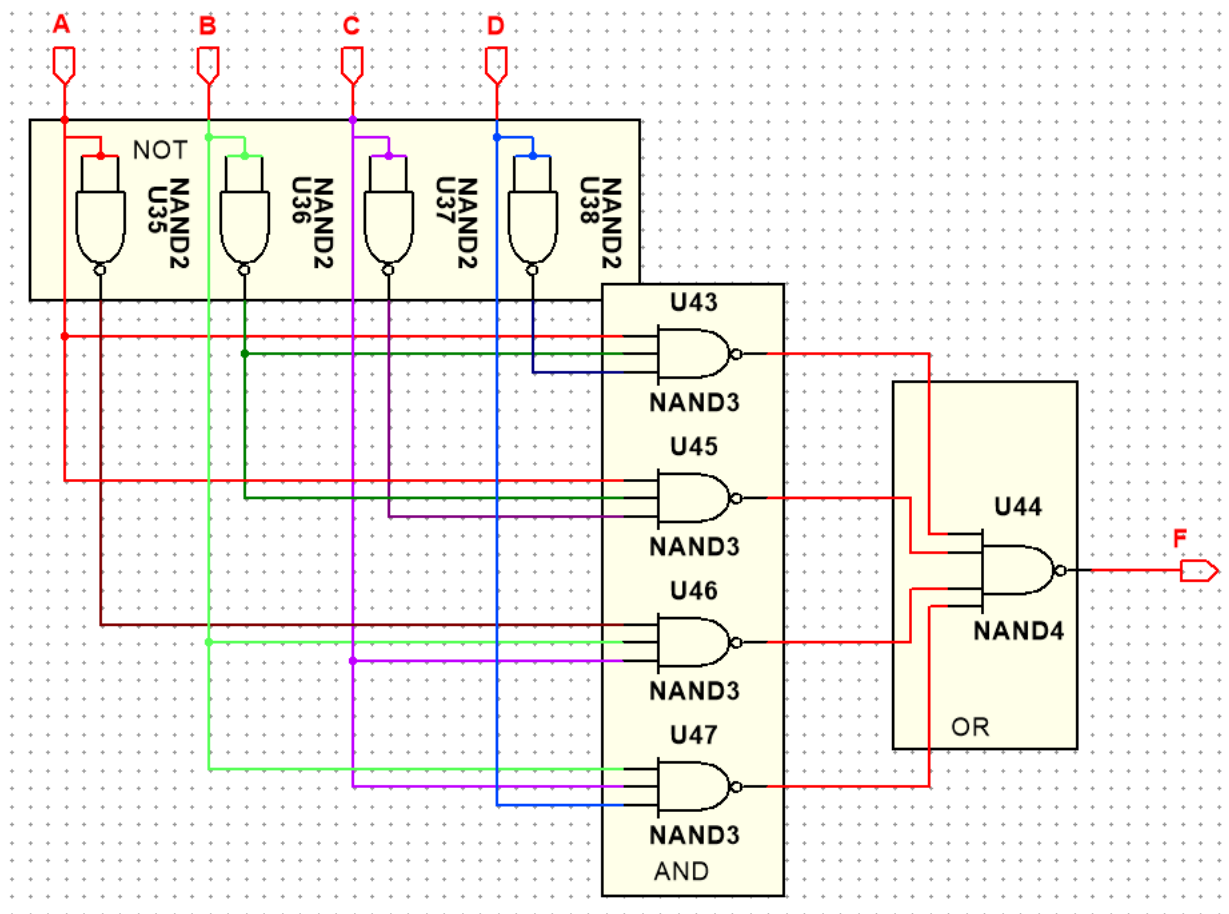 A
B
C
D
NOT
NAND2
U35
NAND2
U36
NAND2
U37
NAND2
U38
U43
NAND3
U45
NAND3
U46
NAND3
U47
NAND3
AND
U44
NAND4
OR
F